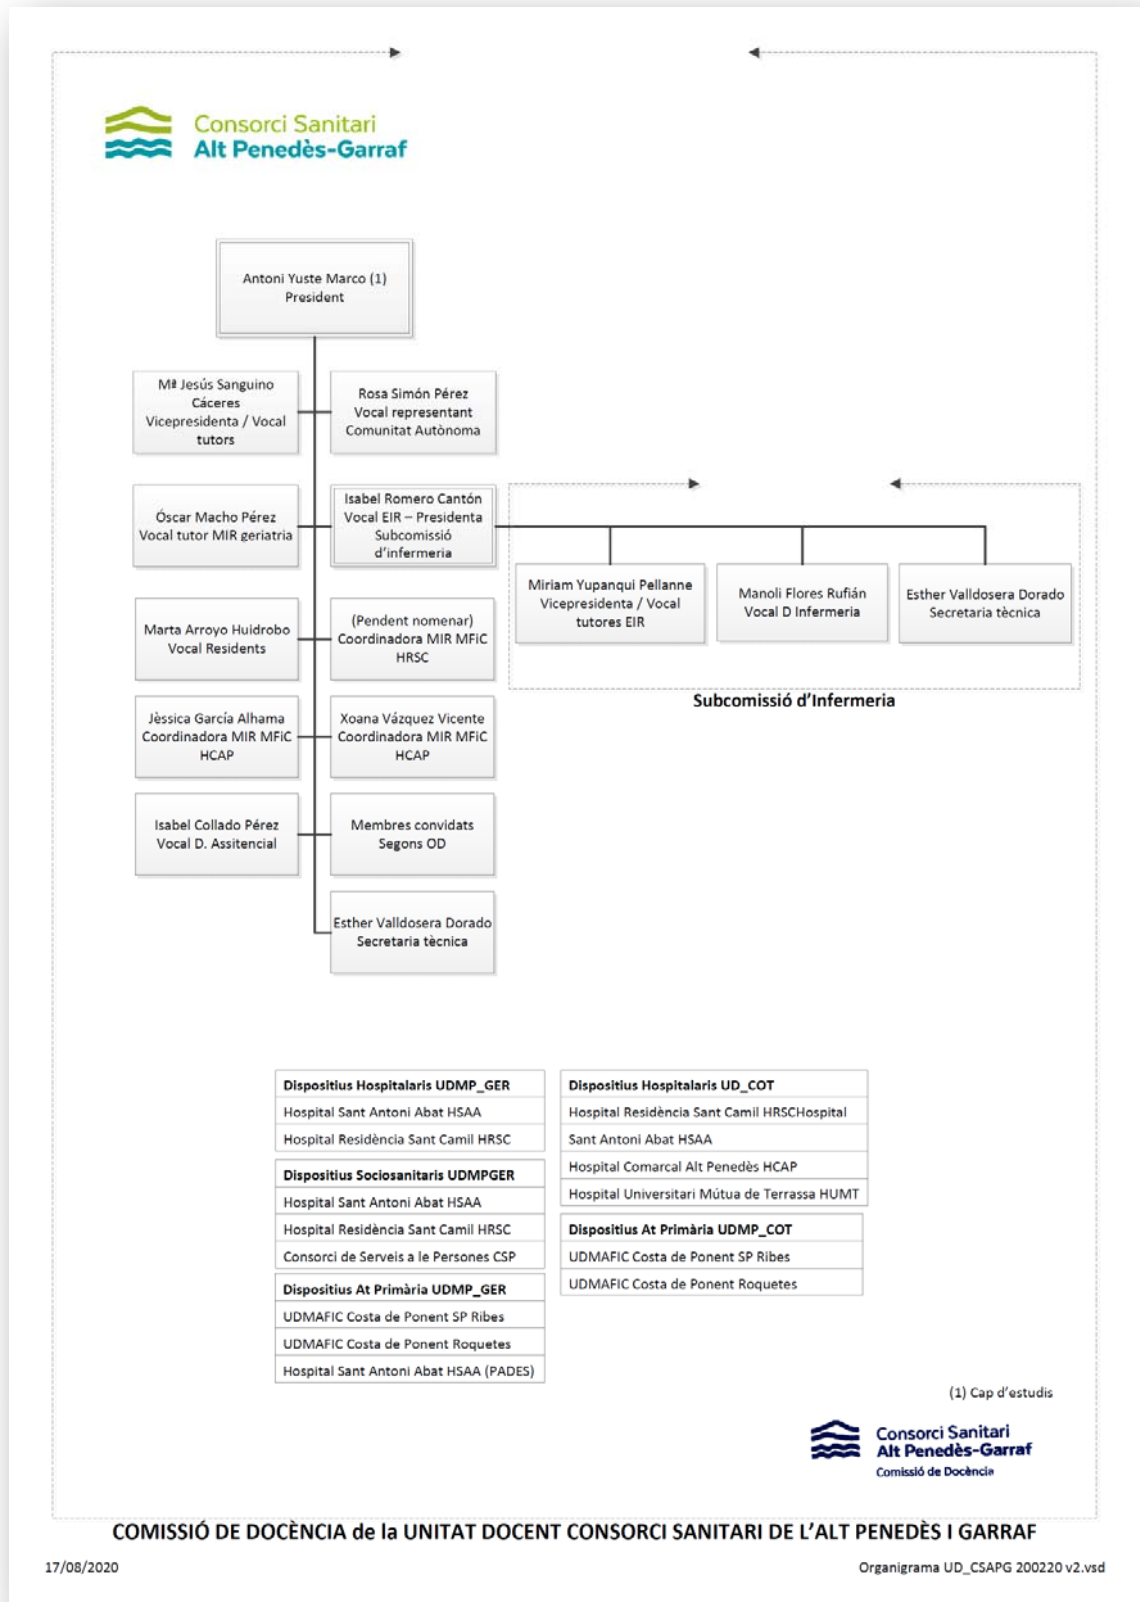 Consorci Sanitari
Alt Penedès-Garraf
Antoni Yuste Marco (1)
President
Mª Jesús Sanguino
Cáceres
Vicepresidenta / Vocal
tutors
Rosa Simón Pérez
Vocal representant
Comunitat Autònoma
Óscar Macho Pérez
Vocal tutor MIR geriatria
Isabel Romero Cantón
Vocal EIR – Presidenta
Subcomissió
d’infermeria
Miriam Yupanqui Pellanne
Vicepresidenta / Vocal
tutores EIR
Manoli Flores Rufián
Vocal D Infermeria
Esther Valldosera Dorado
Secretaria tècnica
Subcomissió d’Infermeria
Marta Arroyo Huidrobo
Vocal Residents
(Pendent nomenar)
Coordinadora MIR MFiC
HRSC
Jèssica García Alhama
Coordinadora MIR MFiC
HCAP
Xoana Vázquez Vicente
Coordinadora MIR MFiC
HCAP
Isabel Collado Pérez
Vocal D. Assitencial
Membres convidats
Segons OD
Esther Valldosera Dorado
Secretaria tècnica
Dispositius Hospitalaris UDMP_GER
Hospital Sant Antoni Abat HSAA
Hospital Residència Sant Camil HRSC
Dispositius Sociosanitaris UDMPGER
Hospital Sant Antoni Abat HSAA
Hospital Residència Sant Camil HRSC
Consorci de Serveis a le Persones CSP
Dispositius At Primària UDMP_GER
UDMAFIC Costa de Ponent SP Ribes
UDMAFIC Costa de Ponent Roquetes
Hospital Sant Antoni Abat HSAA (PADES)
Dispositius Hospitalaris UD_COT
Hospital Residència Sant Camil HRSCHospital
Sant Antoni Abat HSAA
Hospital Comarcal Alt Penedès HCAP
Hospital Universitari Mútua de Terrassa HUMT
Dispositius At Primària UDMP_COT
UDMAFIC Costa de Ponent SP Ribes
UDMAFIC Costa de Ponent Roquetes
(1) Cap d’estudis
Consorci Sanitari
Alt Penedès-Garraf
Comissió de Docència
COMISSIÓ DE DOCÈNCIA de la UNITAT DOCENT CONSORCI SANITARI DE L’ALT PENEDÈS I GARRAF
17/08/2020
Organigrama UD_CSAPG 200220 v2.vsd